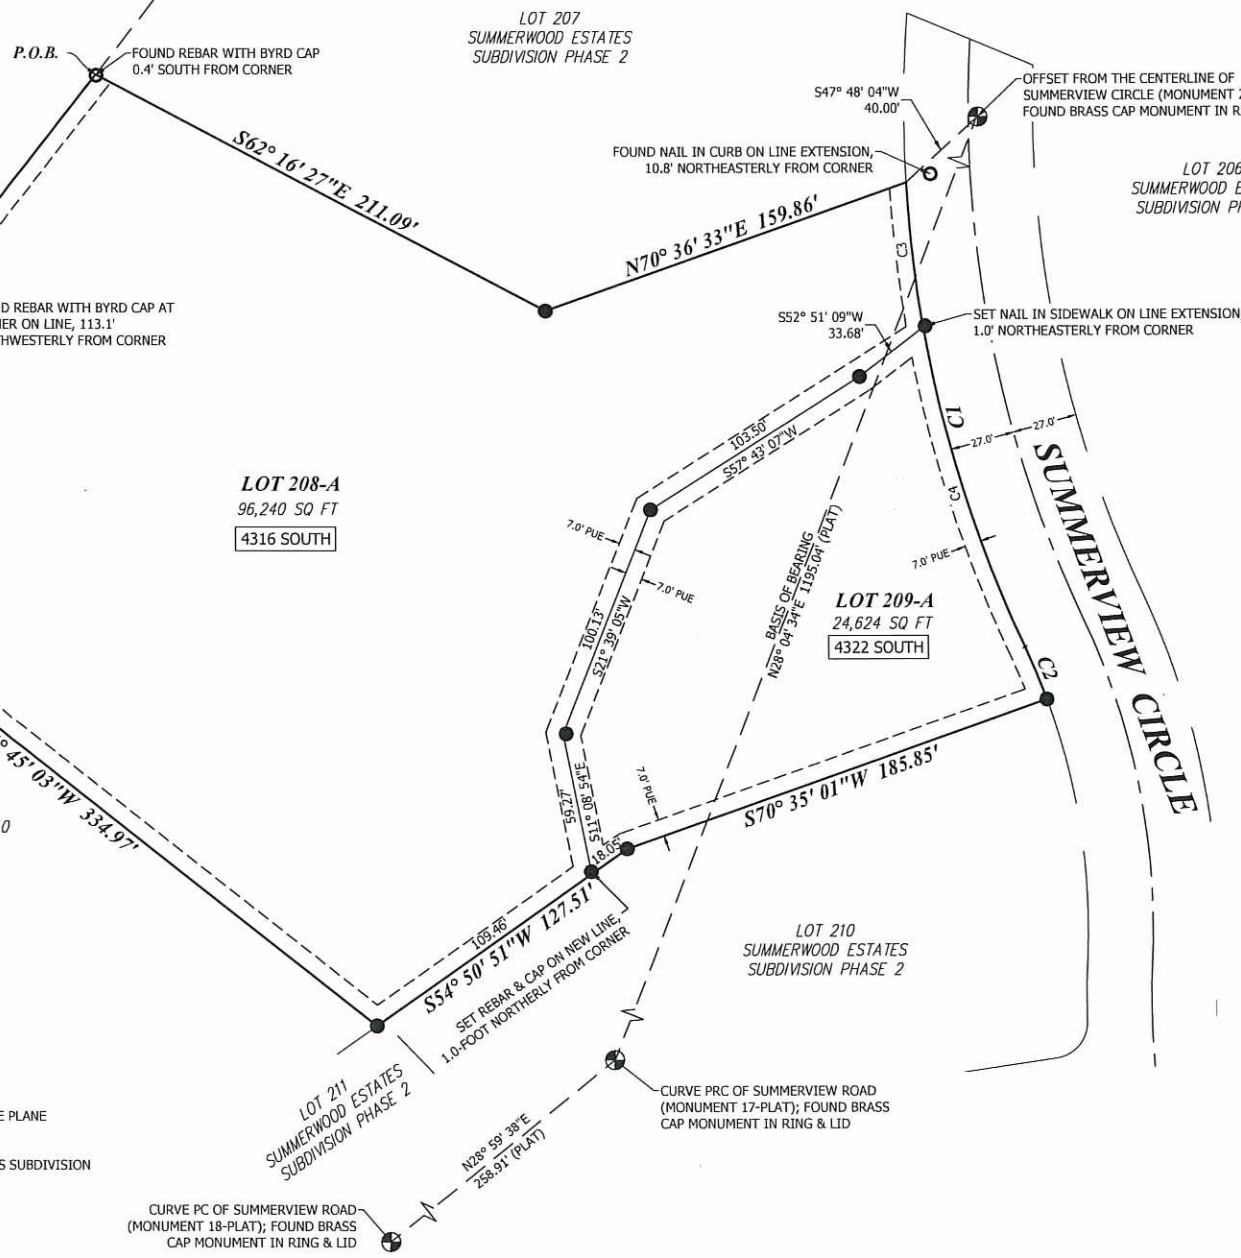 LOT 207
SUMMERWOOD ESTATES
SUBDIVISION PHASE 2
P.O.B.
FOUND REBAR WITH BYRD CAP
0.4' SOUTH FROM CORNER
S62° 16' 27"E 211.09'
S47° 48' 04"W
40.00'
OFFSET FROM THE CENTERLINE OF
SUMMERVIEW CIRCLE (MONUMENT 2
FOUND BRASS CAP MONUMENT IN R
FOUND NAIL IN CURB ON LINE EXTENSION,
10.8' NORTHEASTERLY FROM CORNER
LOT 206
SUMMERWOOD E
SUBDIVISION PH
N70° 36' 33"E 159.86'
C3
D REBAR WITH BYRD CAP AT
ER ON LINE, 113.1'
HWESTERLY FROM CORNER
S52° 51' 09"W
33.68'
SET NAIL IN SIDEWALK ON LINE EXTENSION,
1.0' NORTHEASTERLY FROM CORNER
103.50'
S57° 43' 07"W
C1
27.0'
27.0'
LOT 208-A
96,240 SQ FT
4316 SOUTH
SUMMERVIEW CIRCLE
C4
7.0' PUE
7.0' PUE
7.0' PUE
BASIS OF BEARING
N28° 04' 34"E 1195.04' (PLAT)
LOT 209-A
24,624 SQ FT
4322 SOUTH
100.13'
S21° 39' 05"W
C2
° 45' 03"W 334.97'
59.27'
S11° 08' 54"E
7.0' PUE
S70° 35' 01"W 185.85'
0
18.05'
109.46'
S54° 50' 51"W 127.51'
SET REBAR & CAP ON NEW LINE,
1.0-FOOT NORTHERLY FROM CORNER
LOT 210
SUMMERWOOD ESTATES
SUBDIVISION PHASE 2
LOT 211
SUMMERWOOD ESTATES
SUBDIVISION PHASE 2
E PLANE
S SUBDIVISION
CURVE PRC OF SUMMERVIEW ROAD
(MONUMENT 17-PLAT); FOUND BRASS
CAP MONUMENT IN RING & LID
N28° 59' 38"E
258.91' (PLAT)
CURVE PC OF SUMMERVIEW ROAD
(MONUMENT 18-PLAT); FOUND BRASS
CAP MONUMENT IN RING & LID